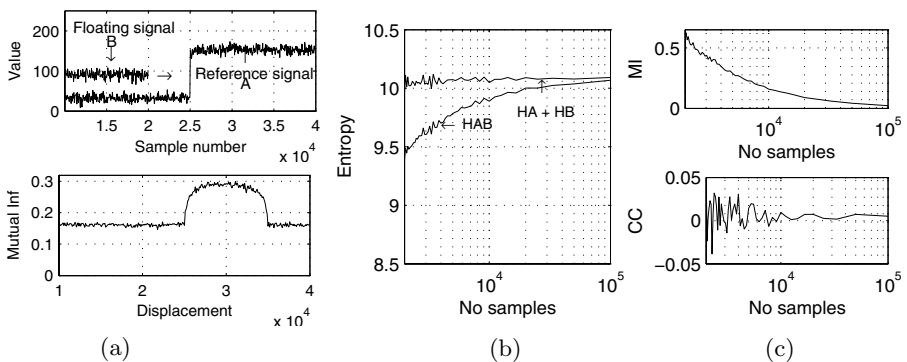 200
100
0
Value
Floating signal
B
Reference signal
A
1
1.5
2
2.5
3
3.5
4
Sample number
x 10^4
0.3
0.2
0.1
0
Mutual Inf
1
2
3
4
Displacement
x 10^4
(a)
10.5
10
9.5
9
8.5
Entropy
HAB
HA + HB
10^4
10^5
No samples
(b)
0.5
0
MI
10^4
10^5
No samples
0.05
0
−0.05
CC
10^4
10^5
No samples
(c)